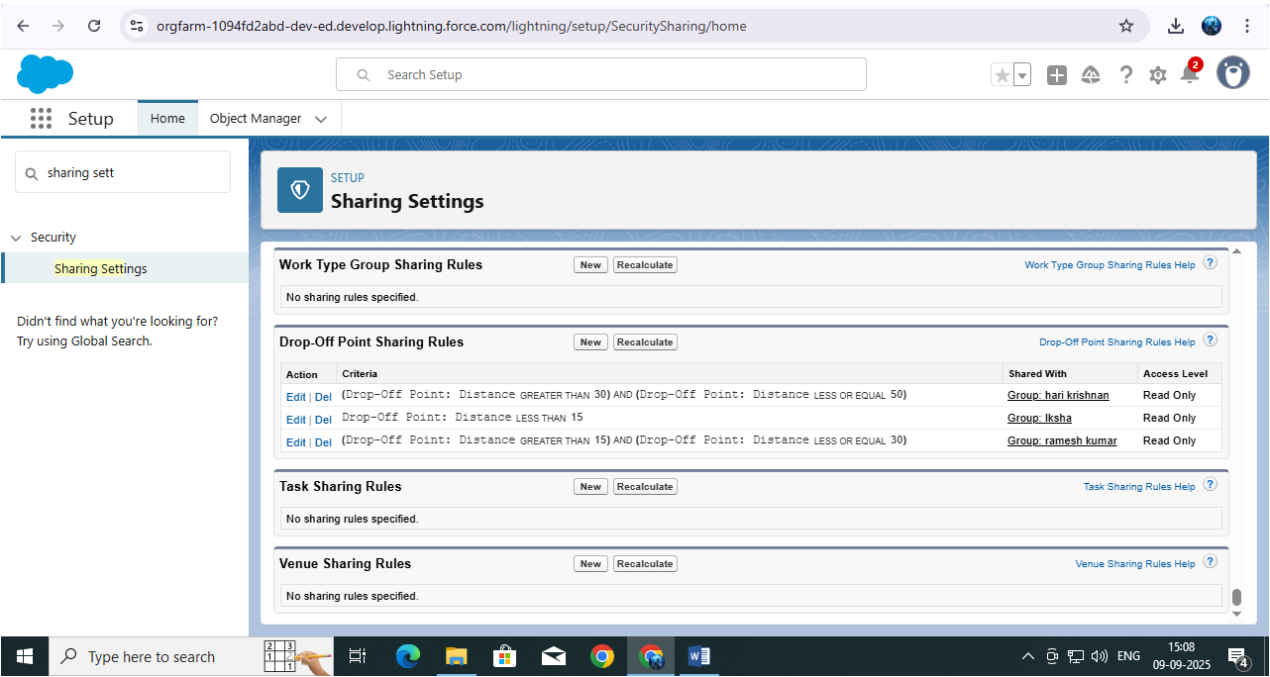 orgfarm-1094fd2abd-dev-ed.develop.lightning.force.com/lightning/setup/SecuritySharing/home
Search Setup
2
Setup
Home
Object Manager
sharing sett
Security
Sharing Settings
Didn't find what you're looking for?
Try using Global Search.
SETUP
Sharing Settings
Work Type Group Sharing Rules New Recalculate Work Type Group Sharing Rules Help ?
No sharing rules specified.
Drop-Off Point Sharing Rules New Recalculate Drop-Off Point Sharing Rules Help ?
Action Criteria Shared With Access Level
Edit | Del (Drop-Off Point: Distance GREATER THAN 30) AND (Drop-Off Point: Distance LESS OR EQUAL 50) Group: hari krishnan Read Only
Edit | Del Drop-Off Point: Distance LESS THAN 15 Group: Iksha Read Only
Edit | Del (Drop-Off Point: Distance GREATER THAN 15) AND (Drop-Off Point: Distance LESS OR EQUAL 30) Group: ramesh kumar Read Only
Task Sharing Rules New Recalculate Task Sharing Rules Help ?
No sharing rules specified.
Venue Sharing Rules New Recalculate Venue Sharing Rules Help ?
No sharing rules specified.
Type here to search
2 3
1
1
W
ENG
15:08
09-09-2025
4